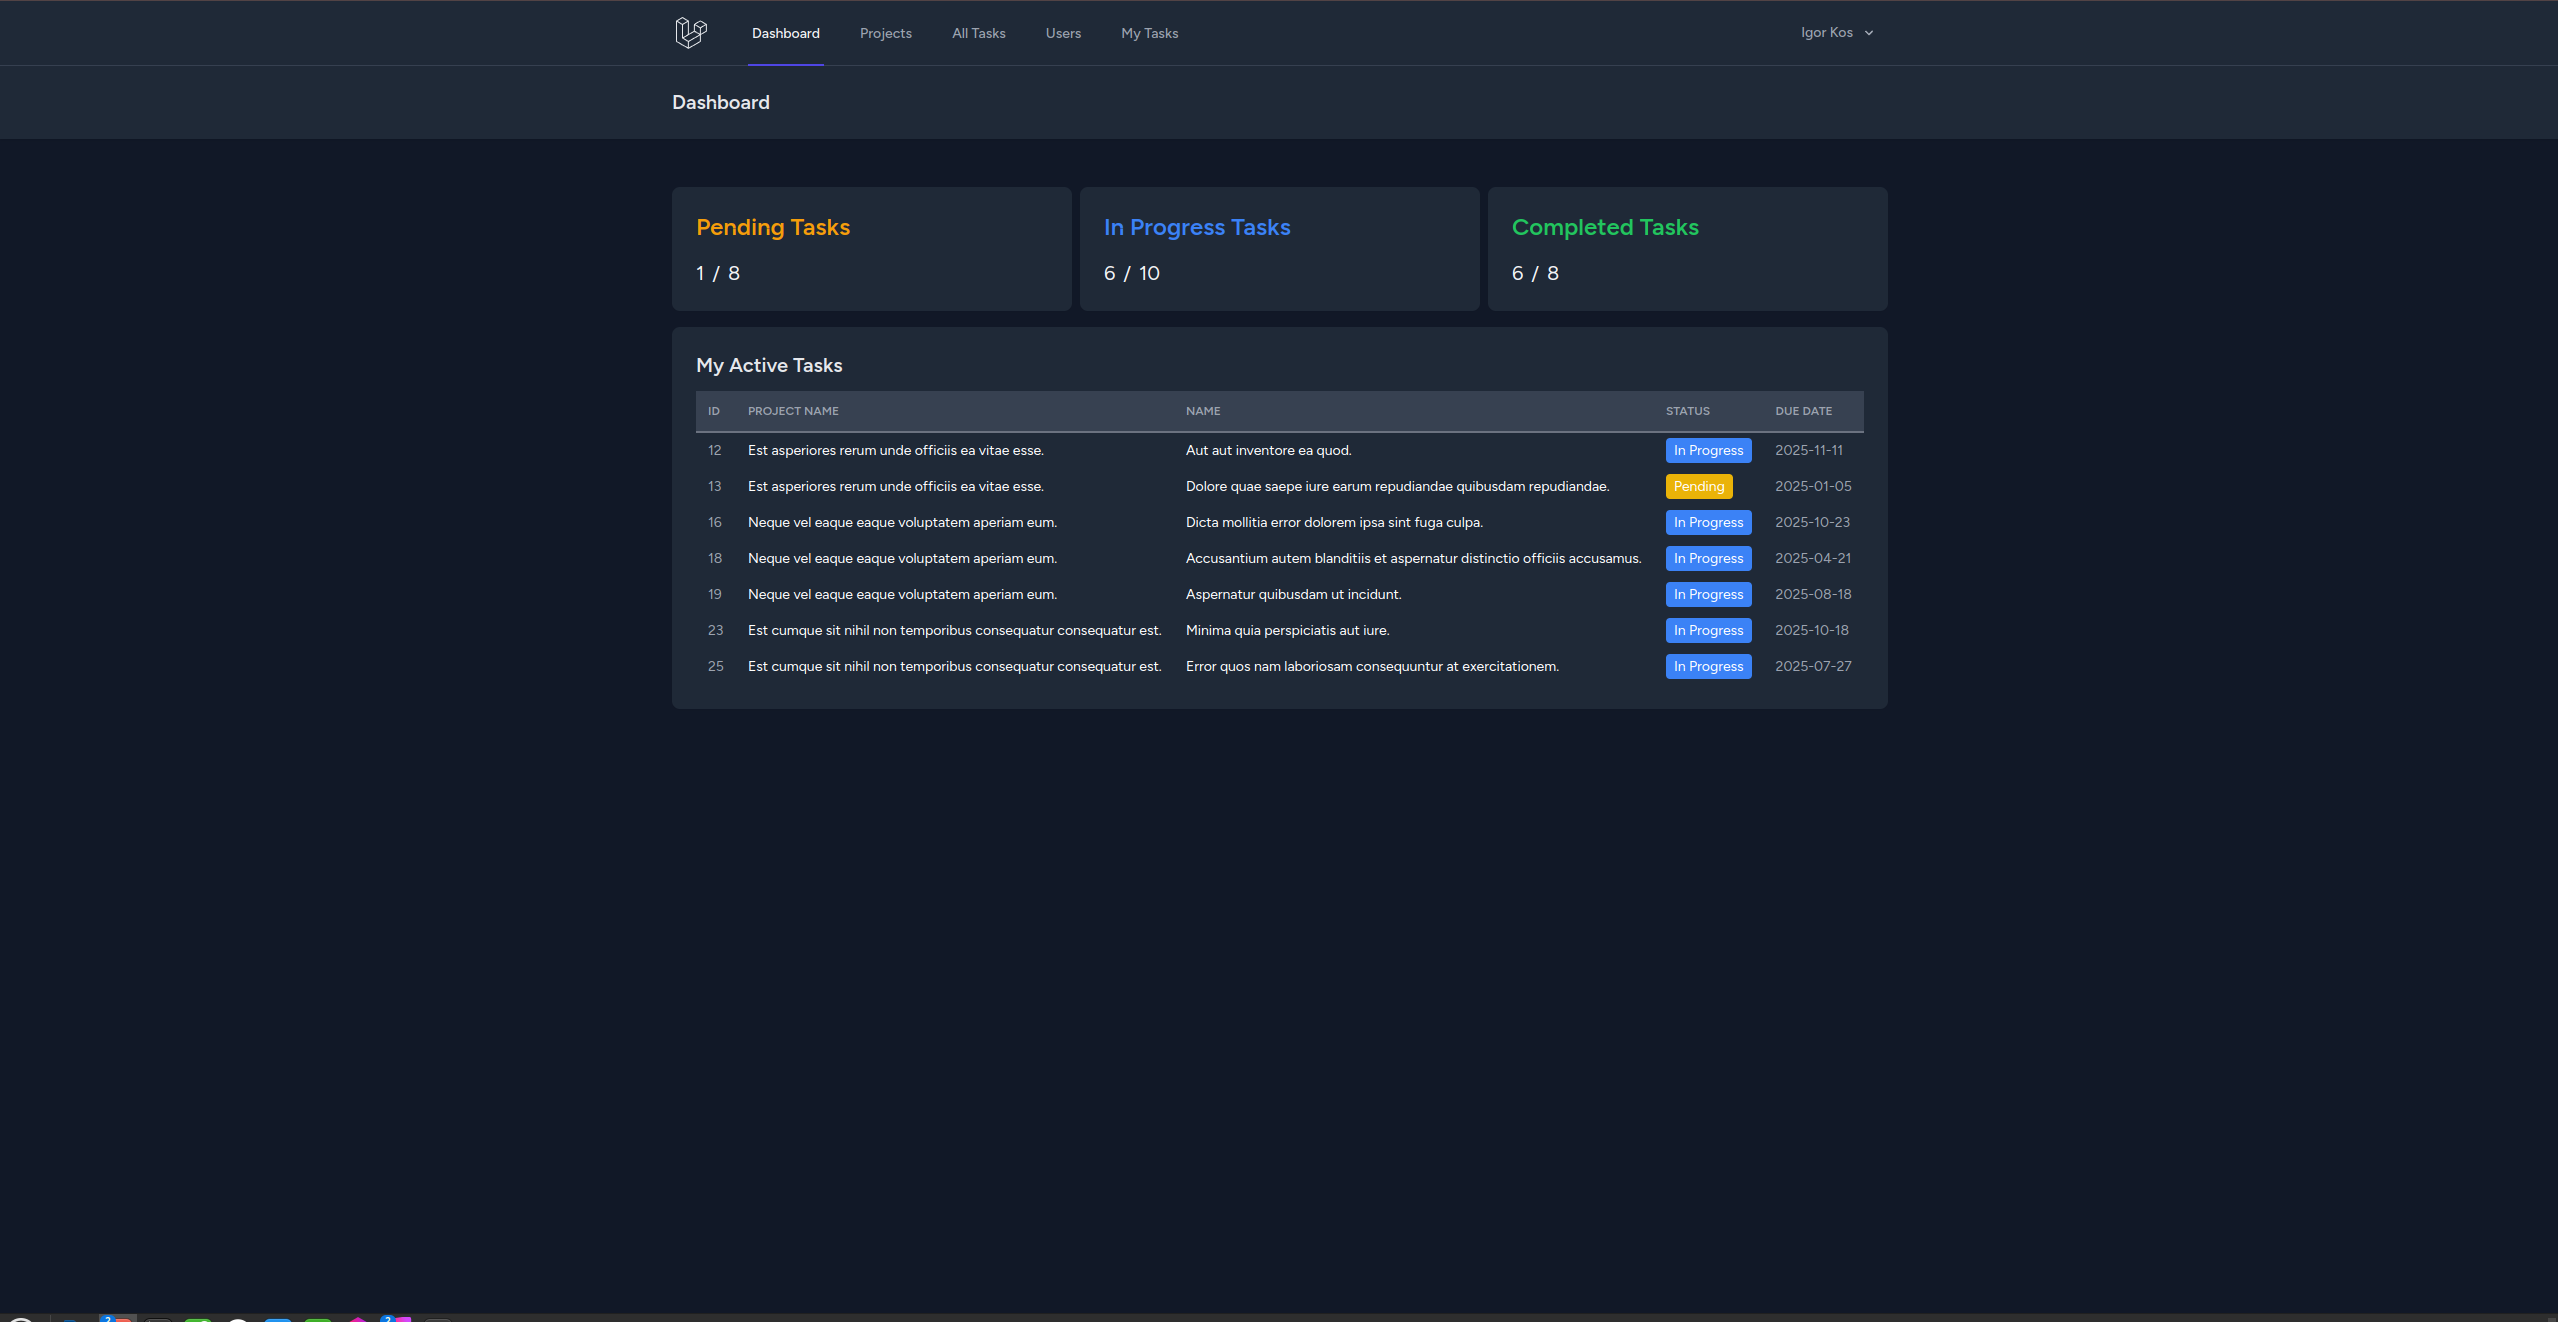 Dashboard Projects All Tasks Users My Tasks Igor Kos
Dashboard
Pending Tasks In Progress Tasks Completed Tasks
1 / 8 6 / 10 6 / 8
My Active Tasks
ID PROJECT NAME NAME STATUS DUE DATE
12 Est asperiores rerum unde officiis ea vitae esse. Aut aut inventore ea quod. In Progress 2025-11-11
13 Est asperiores rerum unde officiis ea vitae esse. Dolore quae saepe iure earum repudiandae quibusdam repudiandae. Pending 2025-01-05
16 Neque vel eaque eaque voluptatem aperiam eum. Dicta mollitia error dolorem ipsa sint fuga culpa. In Progress 2025-10-23
18 Neque vel eaque eaque voluptatem aperiam eum. Accusantium autem blanditiis et aspernatur distinctio officiis accusamus. In Progress 2025-04-21
19 Neque vel eaque eaque voluptatem aperiam eum. Aspernatur quibusdam ut incidunt. In Progress 2025-08-18
23 Est cumque sit nihil non temporibus consequatur consequatur est. Minima quia perspiciatis aut iure. In Progress 2025-10-18
25 Est cumque sit nihil non temporibus consequatur consequatur est. Error quos nam laboriosam consequuntur at exercitationem. In Progress 2025-07-27
2 2